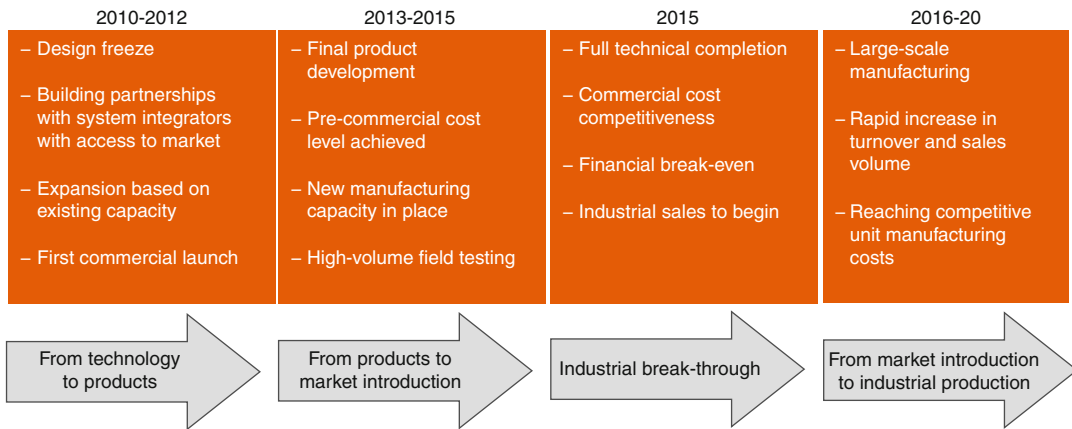 2010-2012
– Design freeze
– Building partnerships
with system integrators
with access to market
– Expansion based on
existing capacity
– First commercial launch
From technology
to products
2013-2015
– Final product
development
– Pre-commercial cost
level achieved
– New manufacturing
capacity in place
– High-volume field testing
From products to
market introduction
2015
– Full technical completion
– Commercial cost
competitiveness
– Financial break-even
– Industrial sales to begin
Industrial break-through
2016-20
– Large-scale
manufacturing
– Rapid increase in
turnover and sales
volume
– Reaching competitive
unit manufacturing
costs
From market introduction
to industrial production